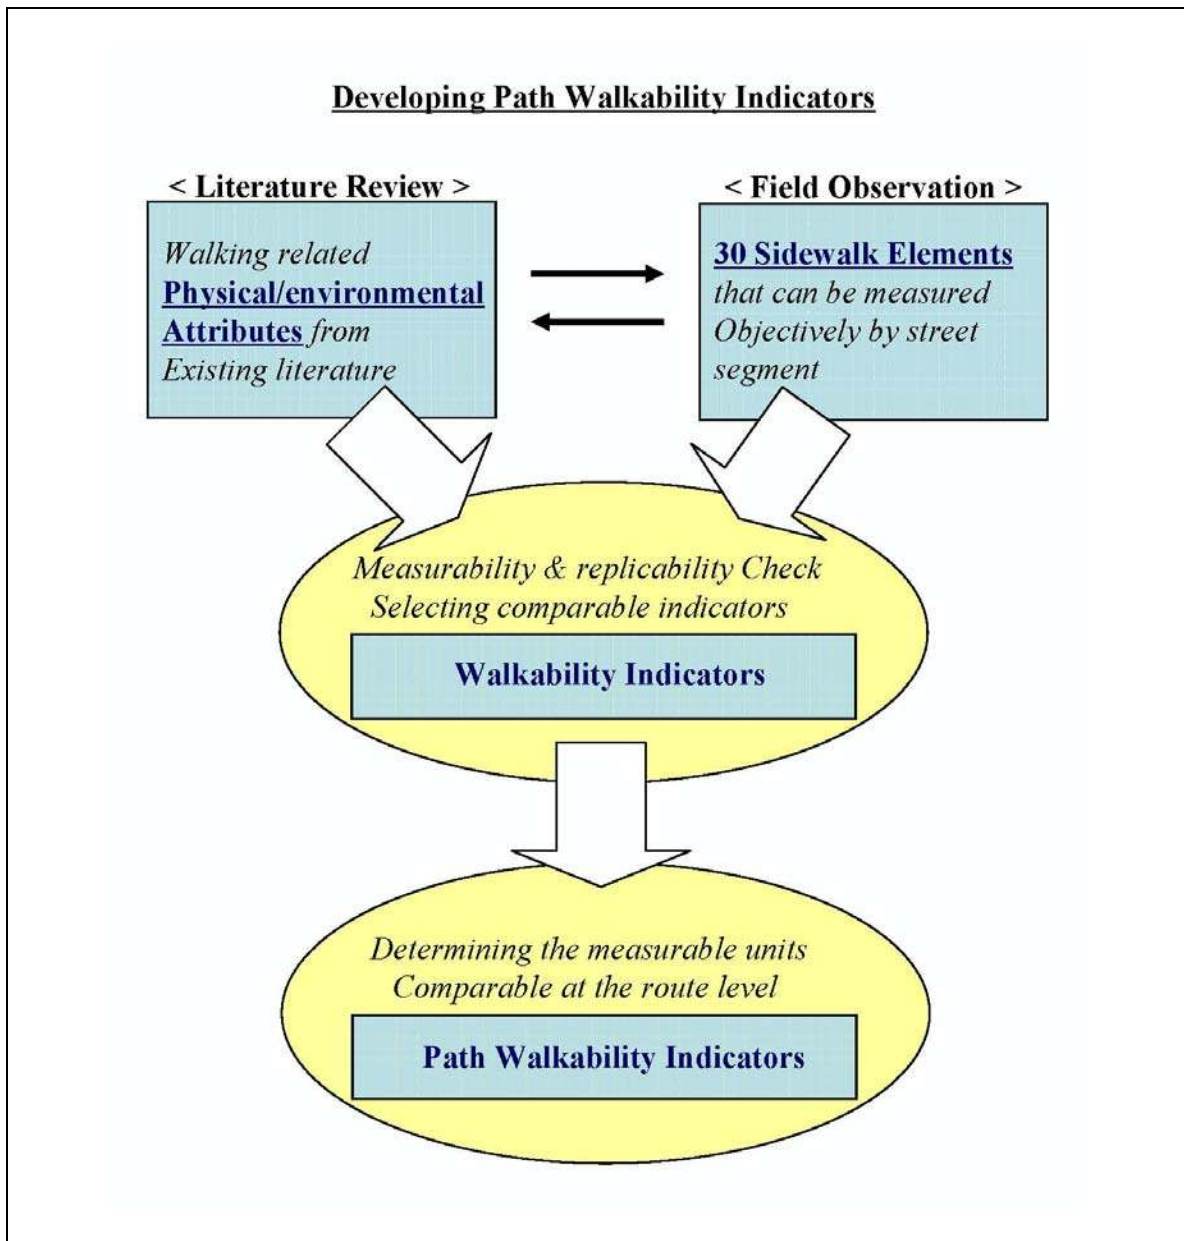 Developing Path Walkability Indicators
< Literature Review >
Walking related
Physical/environmental
Attributes from
Existing literature
< Field Observation >
30 Sidewalk Elements
that can be measured
Objectively by street
segment
Measurability & replicability Check
Selecting comparable indicators
Walkability Indicators
Determining the measurable units
Comparable at the route level
Path Walkability Indicators